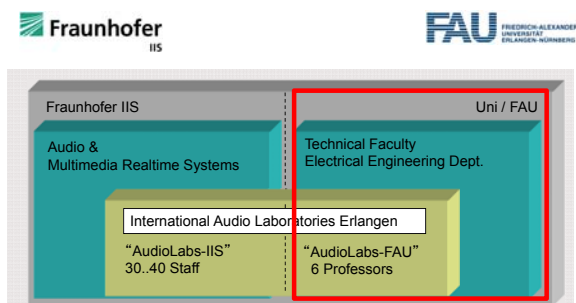 Fraunhofer
IIS
FAU
FRIEDRICH-ALEXANDER
UNIVERSITÄT
ERLANGEN-NÜRNBERG
Fraunhofer IIS
Uni / FAU
Audio &
Multimedia Realtime Systems
Technical Faculty
Electrical Engineering Dept.
International Audio Laboratories Erlangen
“AudioLabs-IIS”
30..40 Staff
“AudioLabs-FAU”
6 Professors